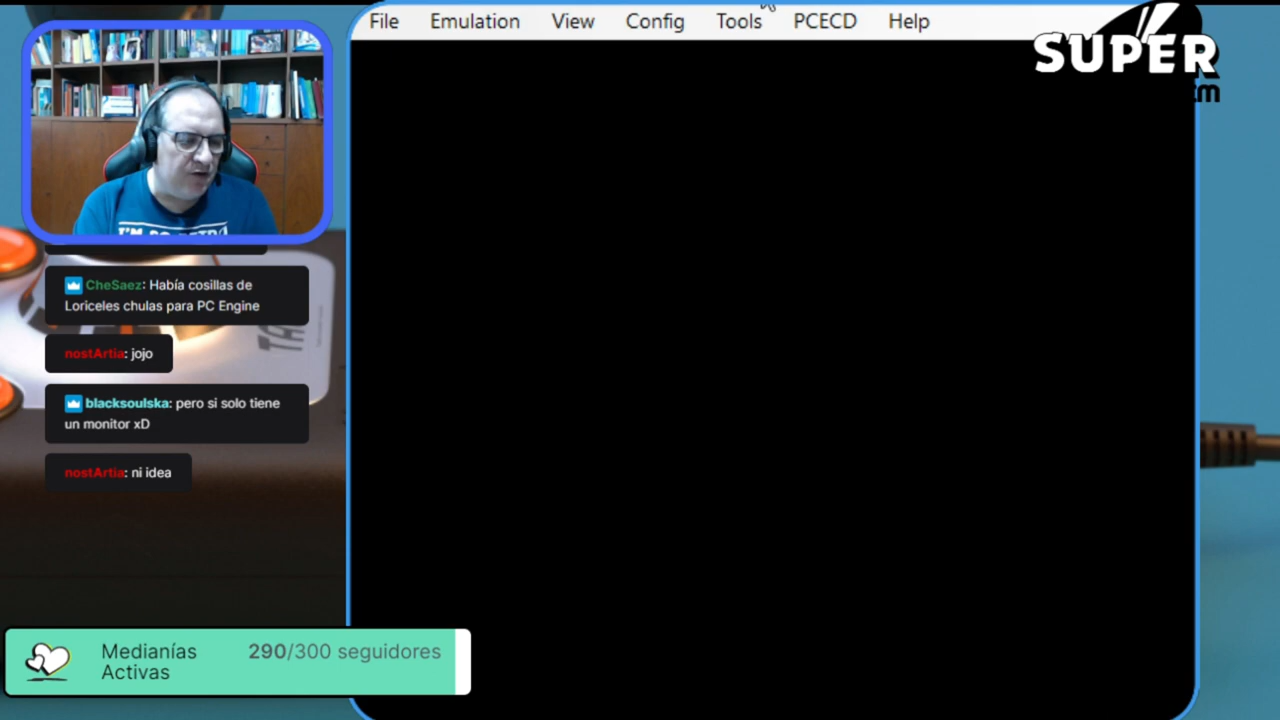 File Emulation View Config Tools PCECD Help
SUPER
CheSaez: Había cosillas de
Loriceles chulas para PC Engine
nostArtia: jojo
blacksoulska: pero si solo tiene
un monitor xD
nostArtia: ni idea
Medianías
Activas
290/300 seguidores